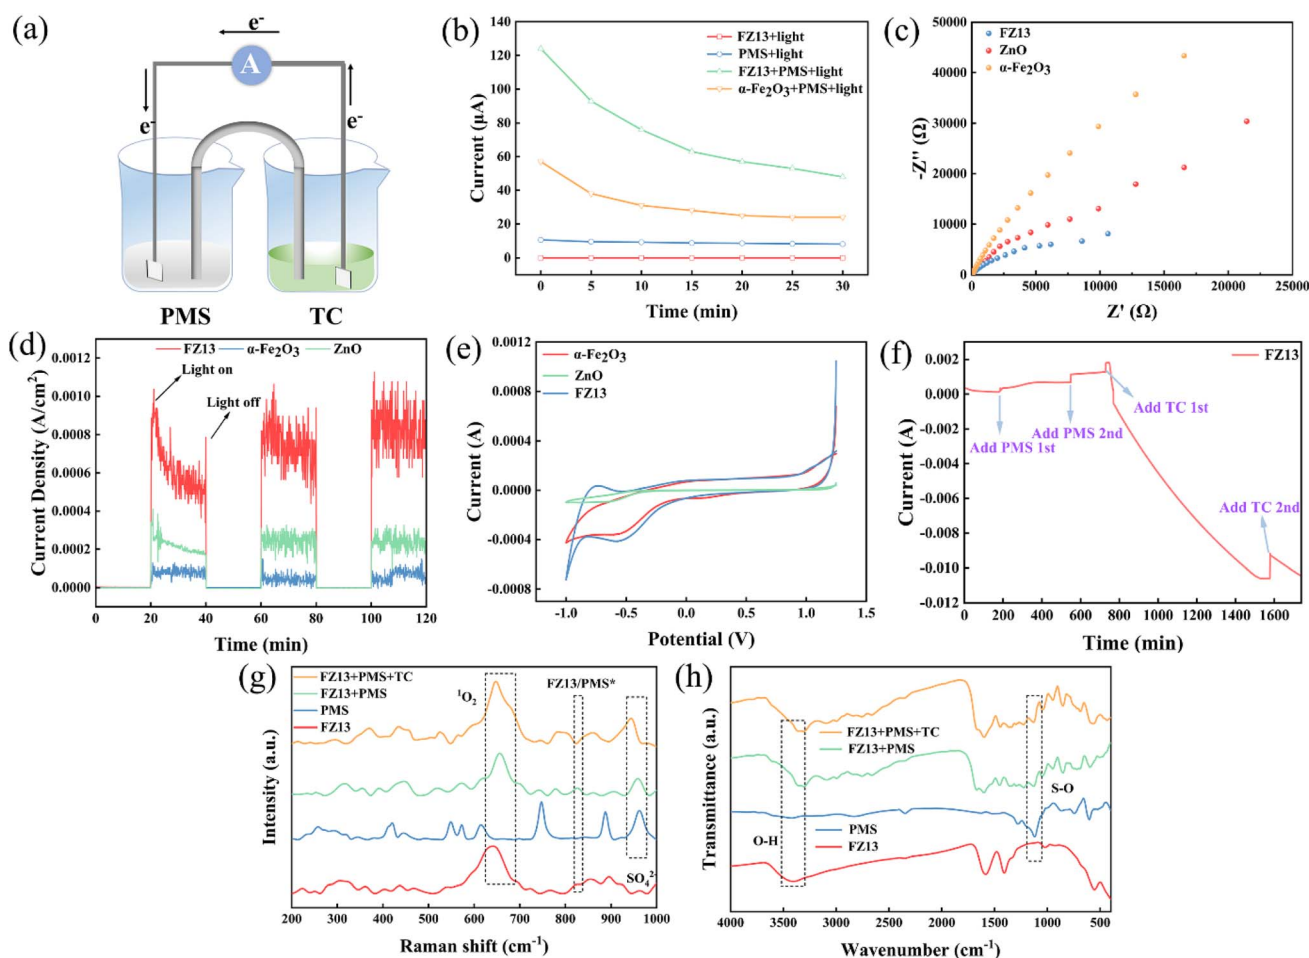 (a)
e⁻
A
e⁻
e⁻
PMS
TC
(b)
FZ13+light
PMS+light
FZ13+PMS+light
α-Fe₂O₃+PMS+light
140
120
100
80
60
40
20
0
Current (μA)
0 5 10 15 20 25 30
Time (min)
(c)
FZ13
ZnO
α-Fe₂O₃
50000
40000
30000
20000
10000
0
-Z'' (Ω)
0 5000 10000 15000 20000 25000
Z' (Ω)
(d)
FZ13 α-Fe₂O₃ ZnO
Light on
Light off
0.0012
0.0010
0.0008
0.0006
0.0004
0.0002
0.0000
Current Density (A/cm²)
0 20 40 60 80 100 120
Time (min)
(e)
α-Fe₂O₃
ZnO
FZ13
0.0012
0.0008
0.0004
0.0000
-0.0004
-0.0008
Current (A)
-1.0 -0.5 0.0 0.5 1.0 1.5
Potential (V)
(f)
FZ13
0.002
0.000
-0.002
-0.004
-0.006
-0.008
-0.010
-0.012
Current (A)
Add PMS 1st
Add PMS 2nd
Add TC 1st
Add TC 2nd
0 200 400 600 800 1000 1200 1400 1600
Time (min)
(g)
FZ13+PMS+TC
FZ13+PMS
PMS
FZ13
¹O₂
FZ13/PMS*
SO₄²⁻
Intensity (a.u.)
200 300 400 500 600 700 800 900 1000
Raman shift (cm⁻¹)
(h)
FZ13+PMS+TC
FZ13+PMS
PMS
FZ13
O-H
S-O
Transmittance (a.u.)
4000 3500 3000 2500 2000 1500 1000 500
Wavenumber (cm⁻¹)